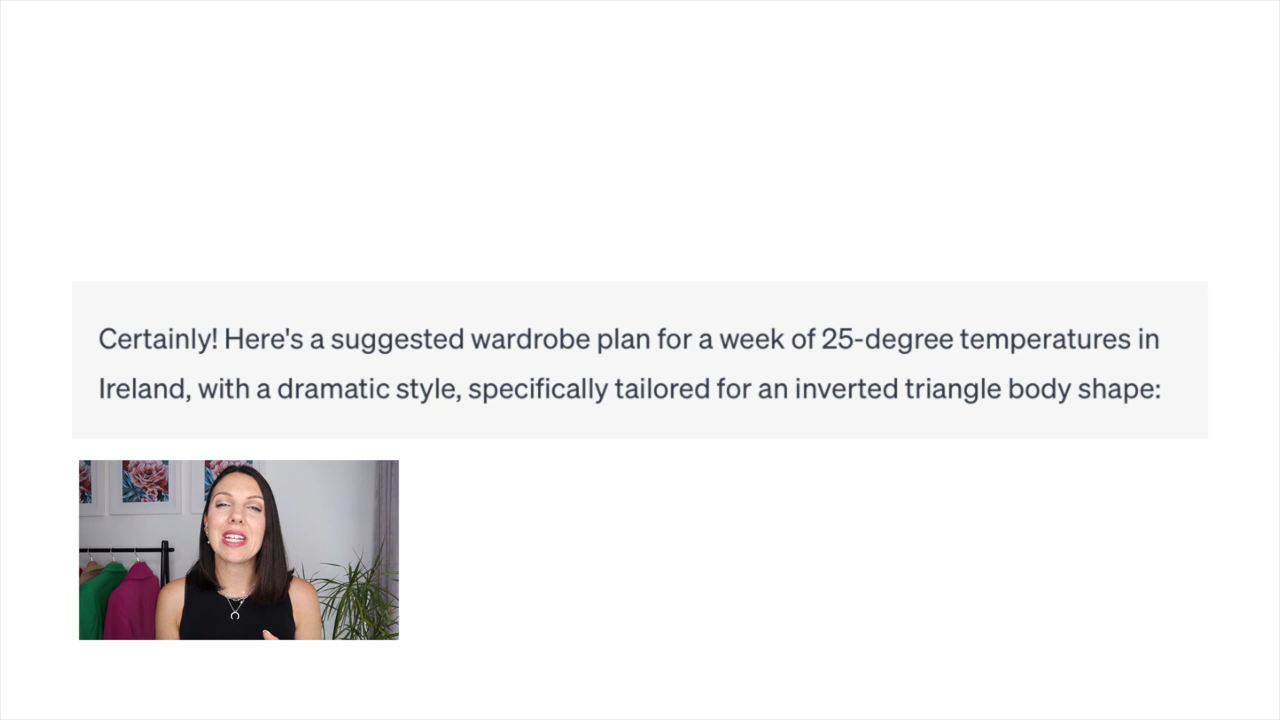 Certainly! Here's a suggested wardrobe plan for a week of 25-degree temperatures in
Ireland, with a dramatic style, specifically tailored for an inverted triangle body shape: